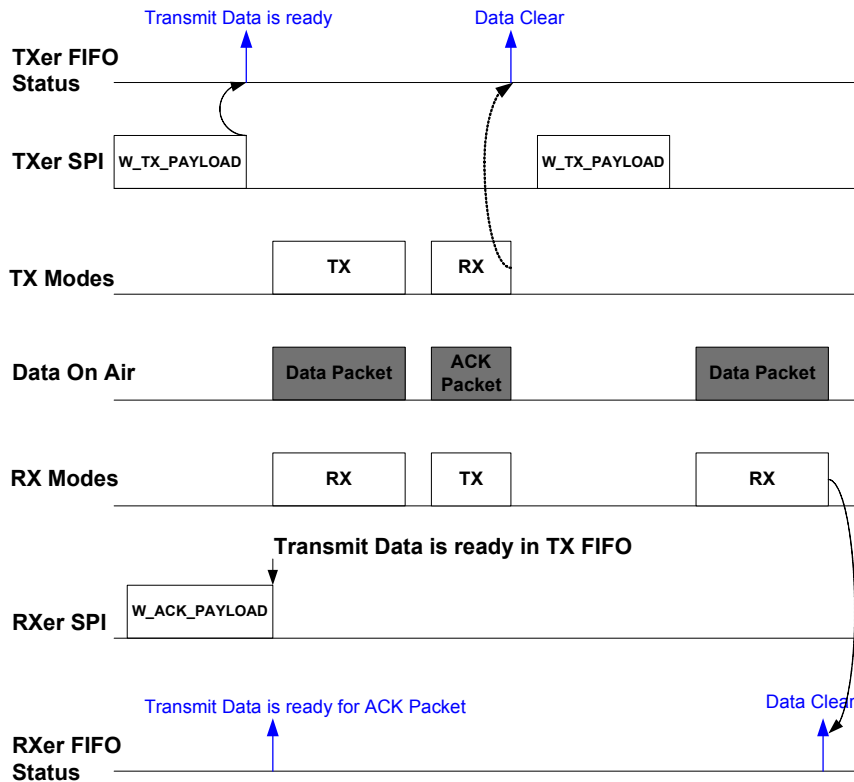 Transmit Data is ready
Data Clear
TXer FIFO
Status
TXer SPI
W_TX_PAYLOAD
W_TX_PAYLOAD
TX Modes
TX
RX
Data On Air
Data Packet
ACK
Packet
Data Packet
RX Modes
RX
TX
RX
Transmit Data is ready in TX FIFO
RXer SPI
W_ACK_PAYLOAD
Transmit Data is ready for ACK Packet
Data Clear
RXer FIFO
Status